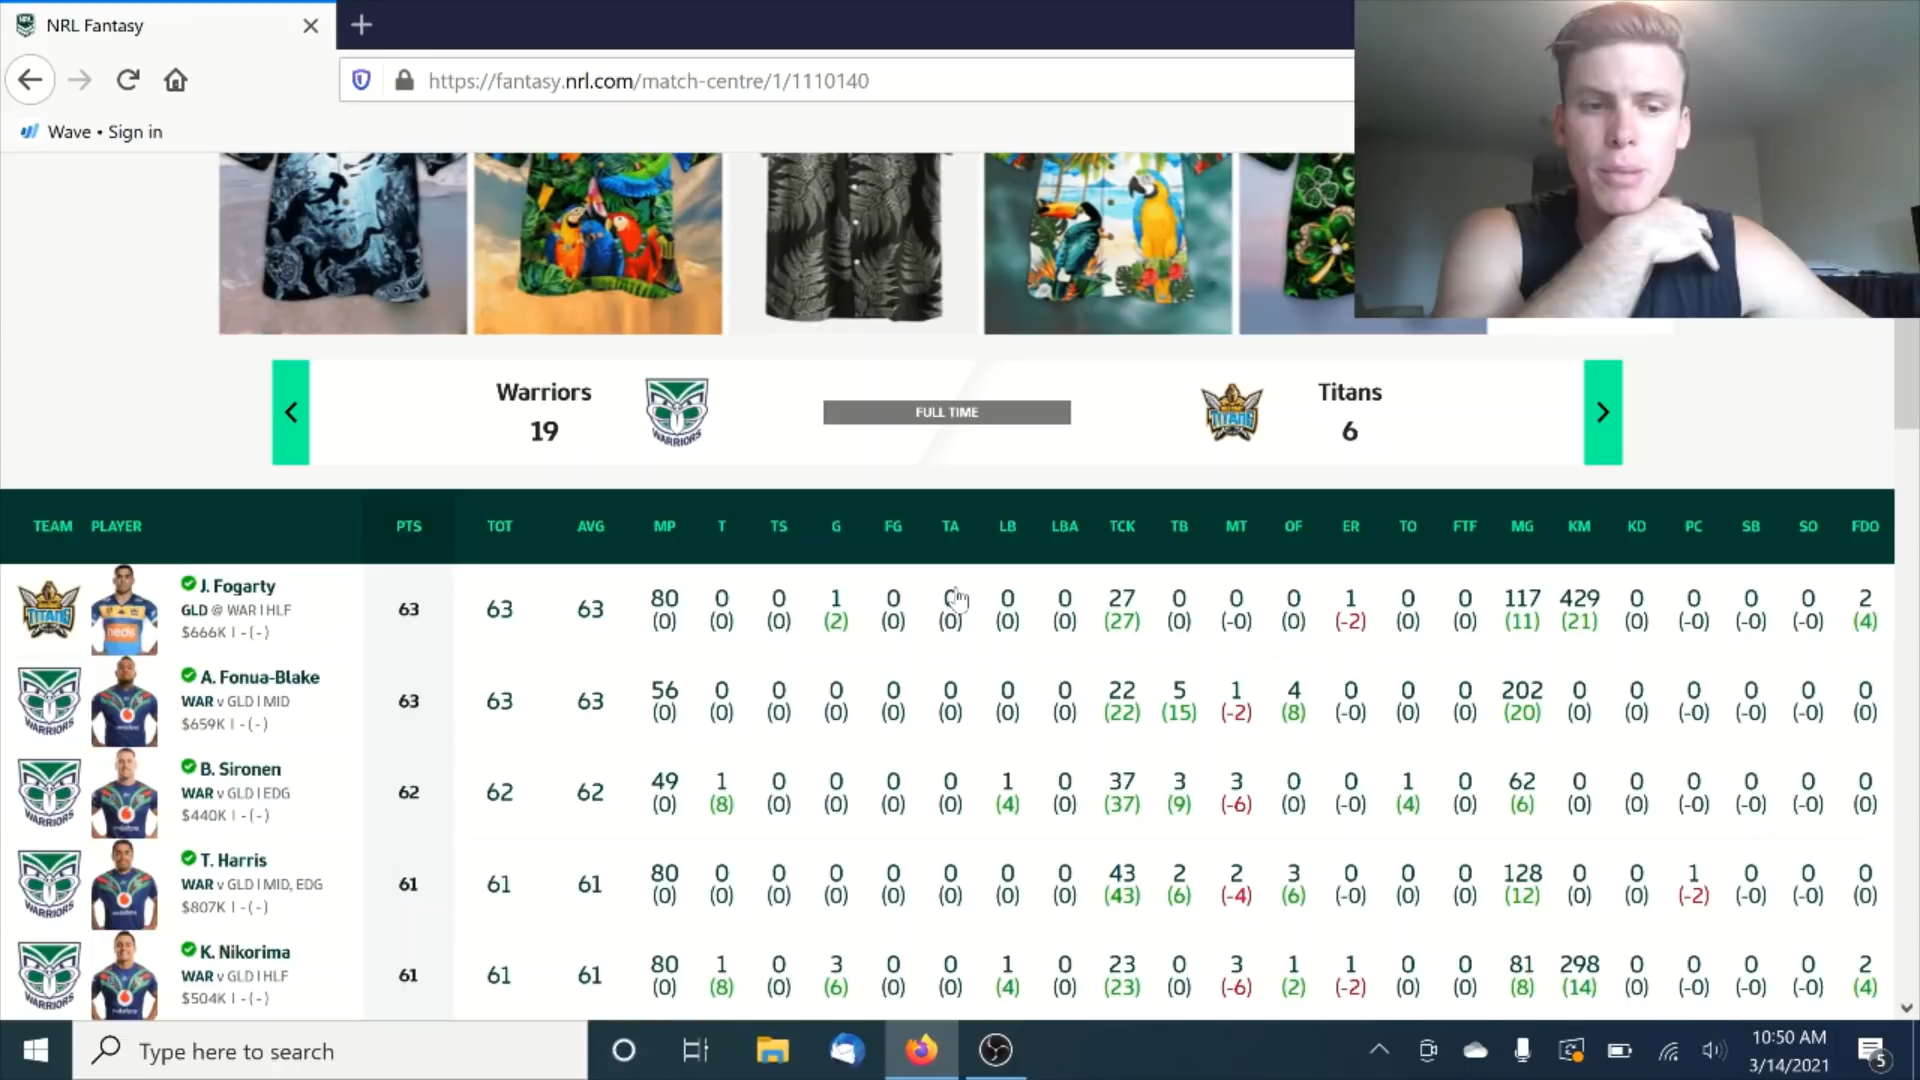 NRL Fantasy
https://fantasy.nrl.com/match-centre/1/1110140
Wave • Sign in
Warriors
19
WARRIORS
FULL TIME
TITANS
Titans
6
TEAM PLAYER PTS TOT AVG MP T TS G FG TA LB LBA TCK TB MT OF ER TO FTF MG KM KD PC SB SO FDO
TITANS J. Fogarty
GLD @ WAR | HLF
$666K | - (-)
63 63 63
80 0 0 1 0 0 0 0 27 0 0 0 1 0 0 117 429 0 0 0 0 2
(0) (0) (0) (2) (0) (0) (0) (0) (27) (0) (-0) (0) (-2) (0) (0) (11) (21) (0) (-0) (0) (-0) (4)
WARRIORS A. Fonua-Blake
WAR v GLD | MID
$659K | - (-)
63 63 63
56 0 0 0 0 0 0 0 22 5 1 4 0 0 0 202 0 0 0 0 0 0
(0) (0) (0) (0) (0) (0) (0) (0) (22) (15) (-2) (8) (-0) (0) (0) (20) (0) (0) (-0) (0) (-0) (0)
WARRIORS B. Sironen
WAR v GLD | EDG
$440K | - (-)
62 62 62
49 1 0 0 0 0 1 0 37 3 3 0 0 1 0 62 0 0 0 0 0 0
(0) (8) (0) (0) (0) (0) (4) (0) (37) (9) (-6) (0) (-0) (4) (0) (6) (0) (0) (-0) (0) (-0) (0)
WARRIORS T. Harris
WAR v GLD | MID, EDG
$807K | - (-)
61 61 61
80 0 0 0 0 0 0 0 43 2 2 3 0 0 0 128 0 0 1 0 0 0
(0) (0) (0) (0) (0) (0) (0) (0) (43) (6) (-4) (6) (-0) (0) (0) (12) (0) (0) (-2) (0) (-0) (0)
WARRIORS K. Nikorima
WAR v GLD | HLF
$504K | - (-)
61 61 61
80 1 0 3 0 0 1 0 23 0 3 1 1 0 0 81 298 0 0 0 0 2
(0) (8) (0) (6) (0) (0) (4) (0) (23) (0) (-6) (2) (-2) (0) (0) (8) (14) (0) (-0) (0) (-0) (4)
Type here to search
10:50 AM
3/14/2021
5